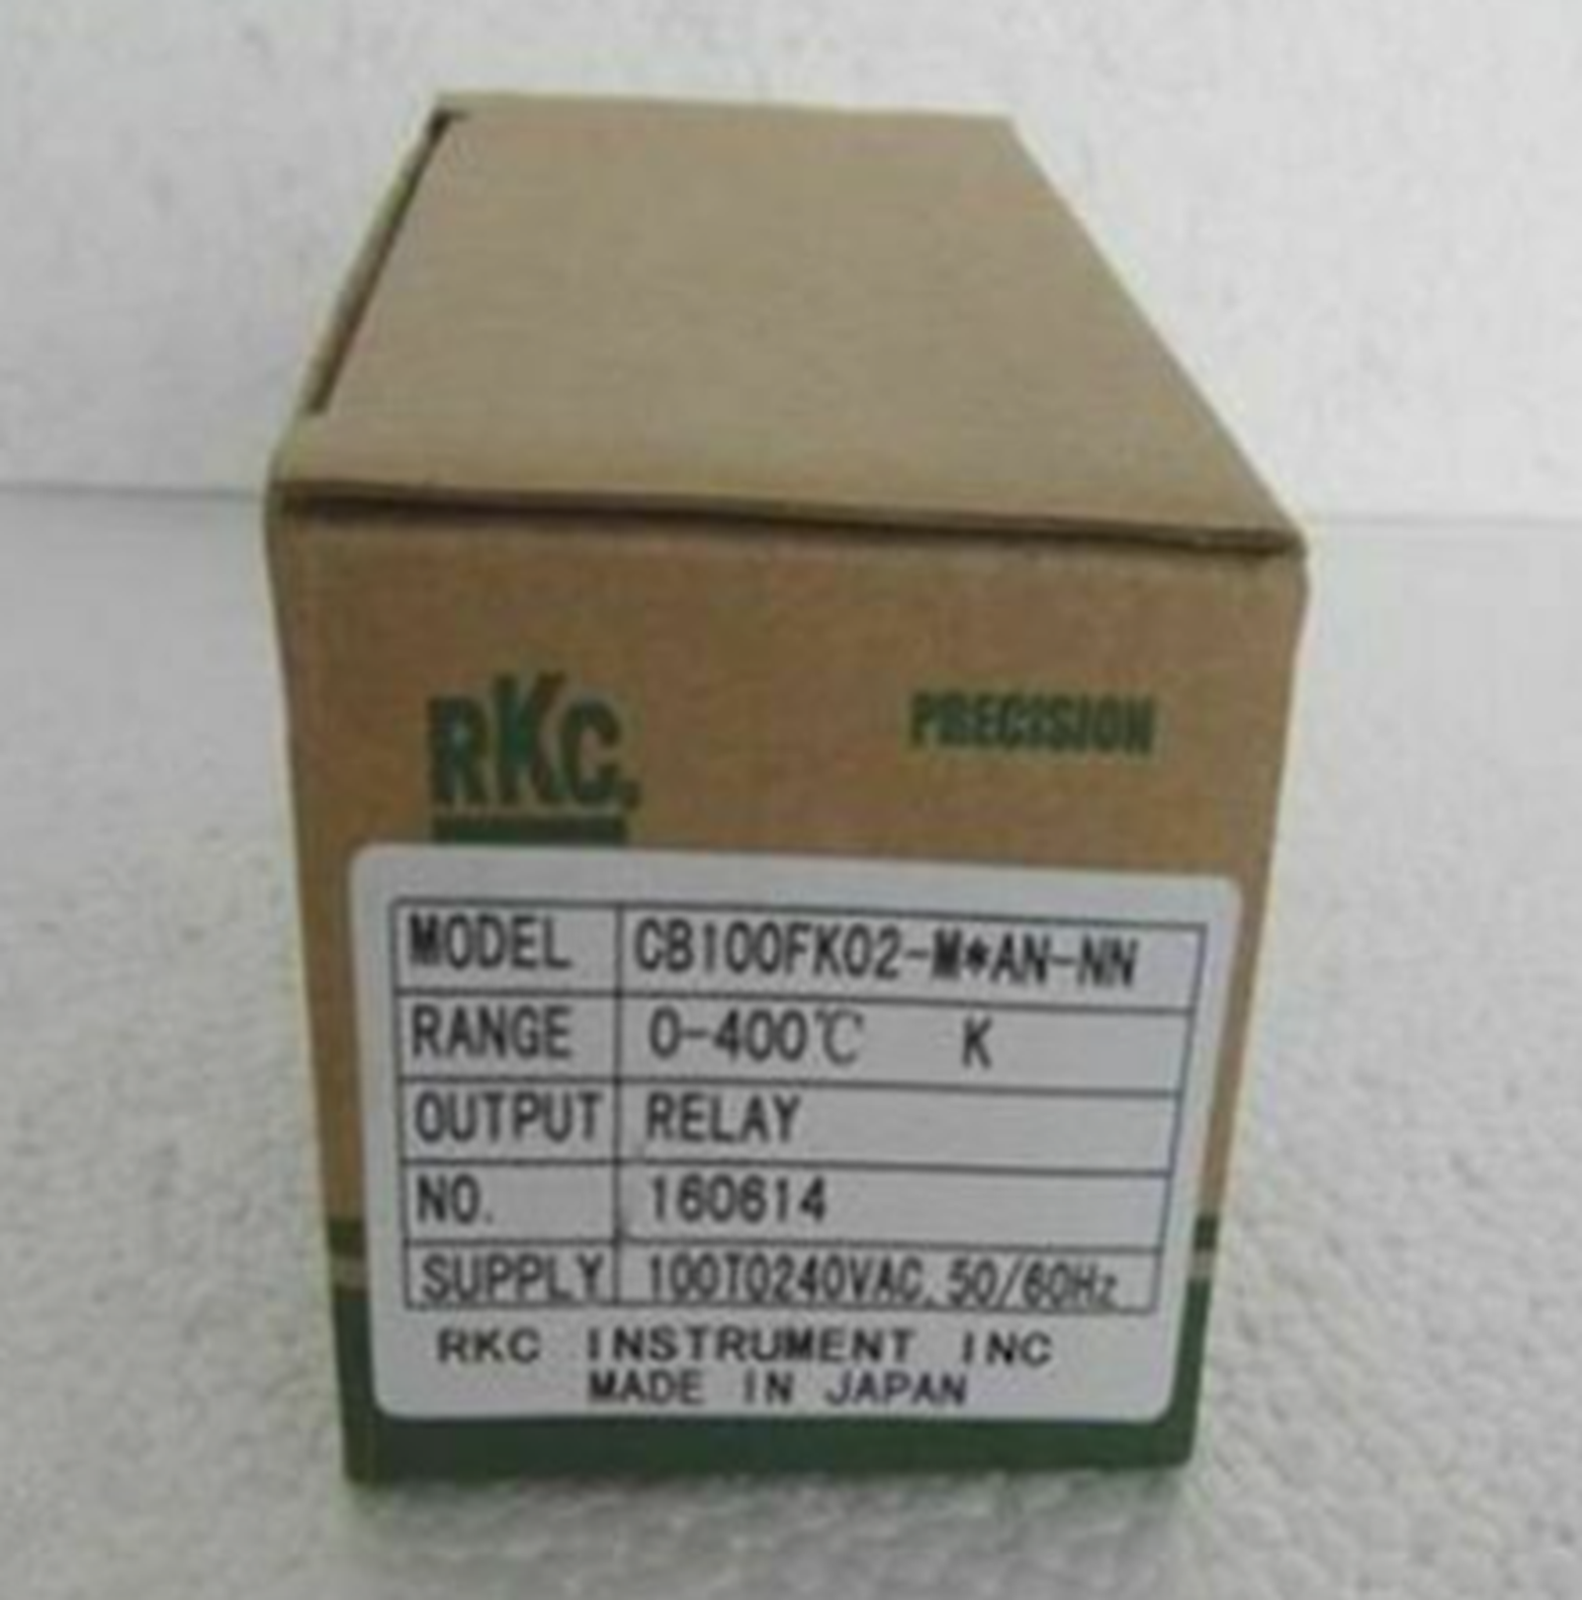 RKC PRECISION
MODEL CB100FK02-M*AN-NN
RANGE 0-400℃ K
OUTPUT RELAY
NO. 160614
SUPPLY 100TO240VAC, 50/60Hz
RKC INSTRUMENT INC
MADE IN JAPAN